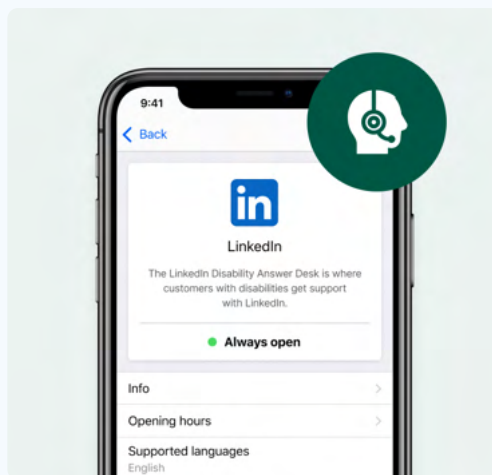 9:41
Back
in
LinkedIn
The LinkedIn Disability Answer Desk is where
customers with disabilities get support
with LinkedIn.
Always open
Info
Opening hours
Supported languages
English